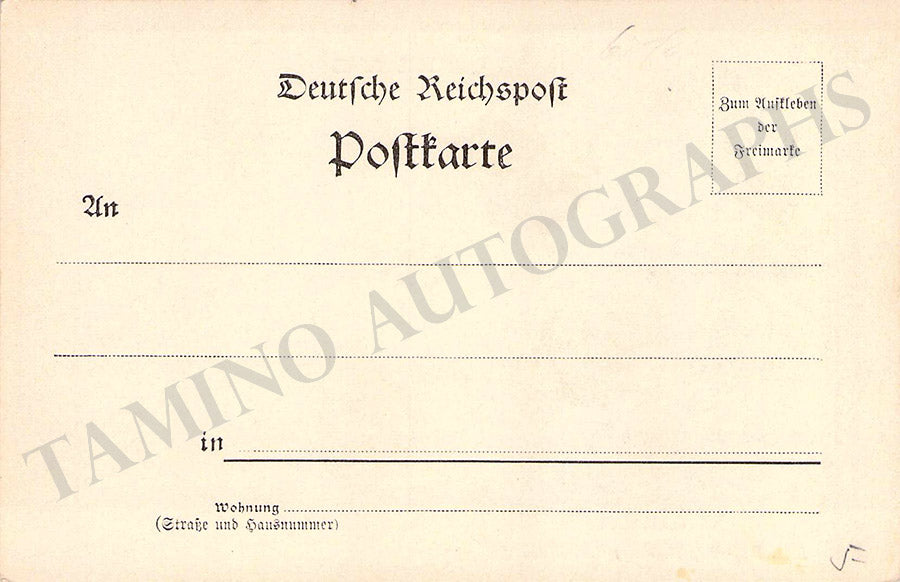 Deutsche Reichspost
Postkarte
Zum Aufkleben
der
Freimarke
An
in
Wohnung
(Straße und Hausnummer)
TAMINO AUTOGRAPHS